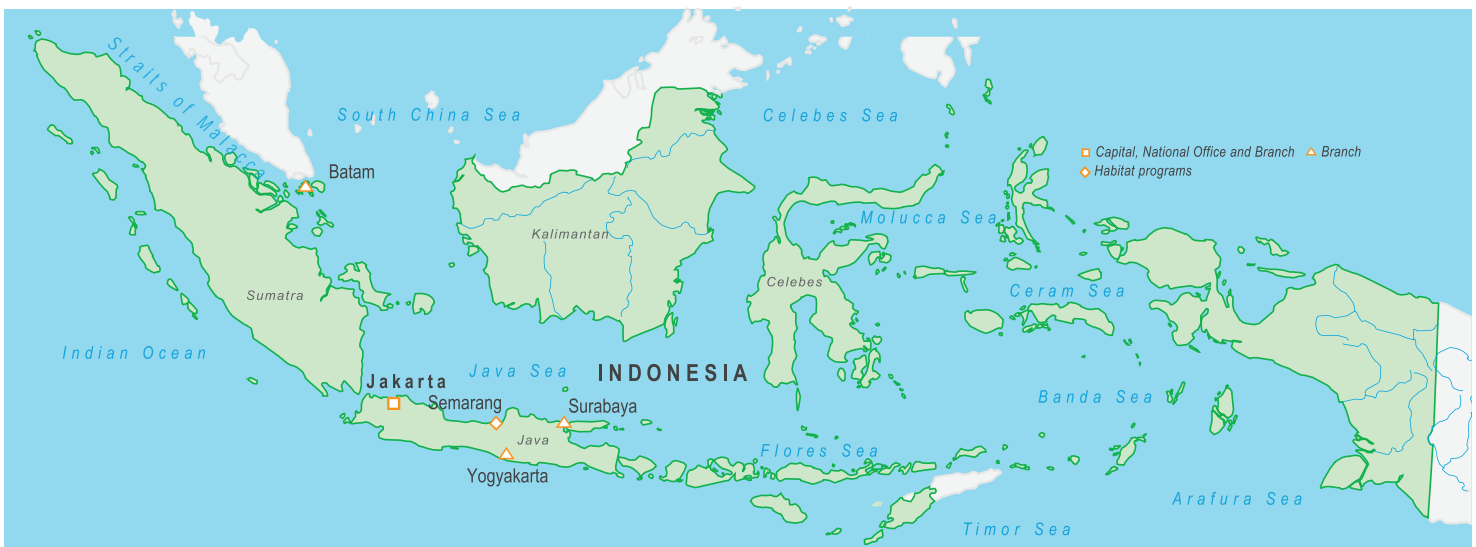 Straits of Malacca
South China Sea
Celebes Sea
Capital, National Office and Branch
Branch
Habitat programs
Batam
Molucca Sea
Kalimantan
Celebes
Sumatra
Ceram Sea
Indian Ocean
Java Sea
INDONESIA
Jakarta
Semarang
Surabaya
Banda Sea
Java
Flores Sea
Yogyakarta
Arafura Sea
Timor Sea